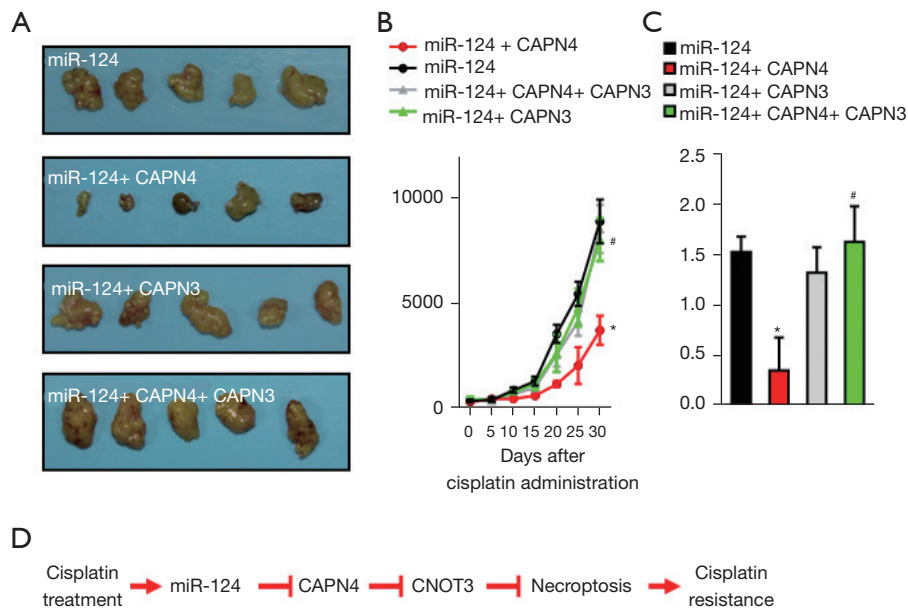 A
miR-124
miR-124+ CAPN4
miR-124+ CAPN3
miR-124+ CAPN4+ CAPN3
B
miR-124 + CAPN4
miR-124
miR-124+ CAPN4+ CAPN3
miR-124+ CAPN3
10000
5000
0
#
*
0 5 10 15 20 25 30
Days after
cisplatin administration
C
miR-124
miR-124+ CAPN4
miR-124+ CAPN3
miR-124+ CAPN4+ CAPN3
2.5
2.0
1.5
1.0
0.5
0.0
*
#
D
Cisplatin
treatment
miR-124
CAPN4
CNOT3
Necroptosis
Cisplatin
resistance